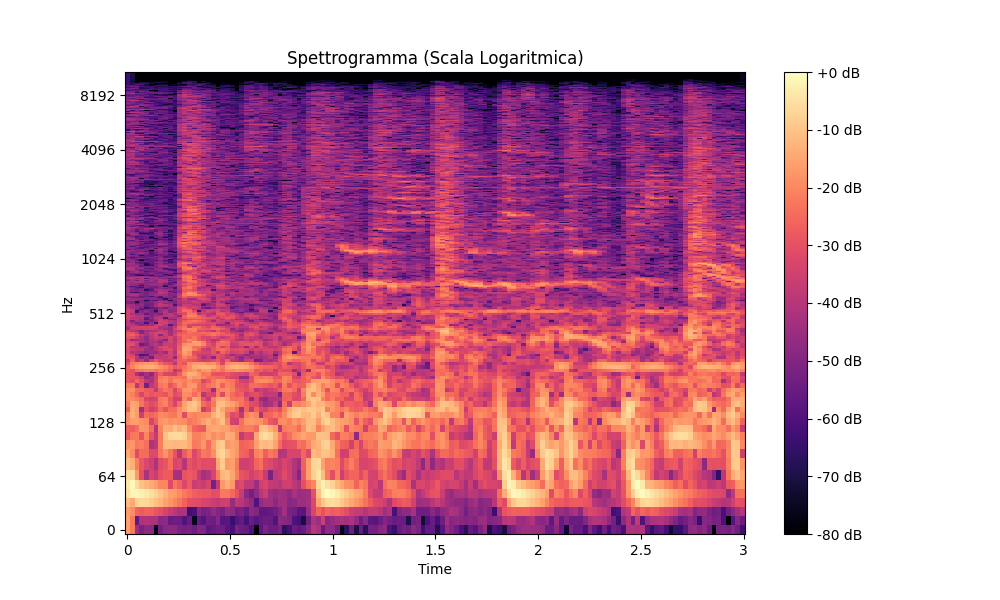 Spettrogramma (Scala Logaritmica)
Hz
8192
4096
2048
1024
512
256
128
64
0
0
0.5
1
1.5
2
2.5
3
Time
+0 dB
-10 dB
-20 dB
-30 dB
-40 dB
-50 dB
-60 dB
-70 dB
-80 dB